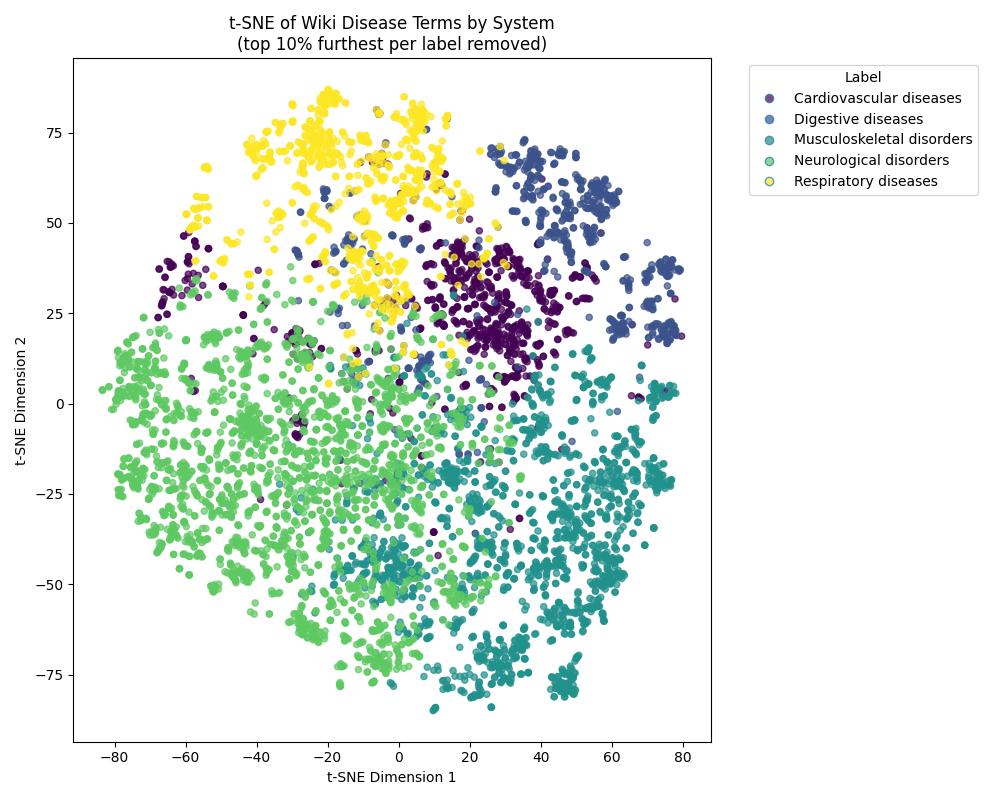 t-SNE of Wiki Disease Terms by System
(top 10% furthest per label removed)
Label
Cardiovascular diseases
Digestive diseases
Musculoskeletal disorders
Neurological disorders
Respiratory diseases
t-SNE Dimension 2
75
50
25
0
−25
−50
−75
−80 −60 −40 −20 0 20 40 60 80
t-SNE Dimension 1